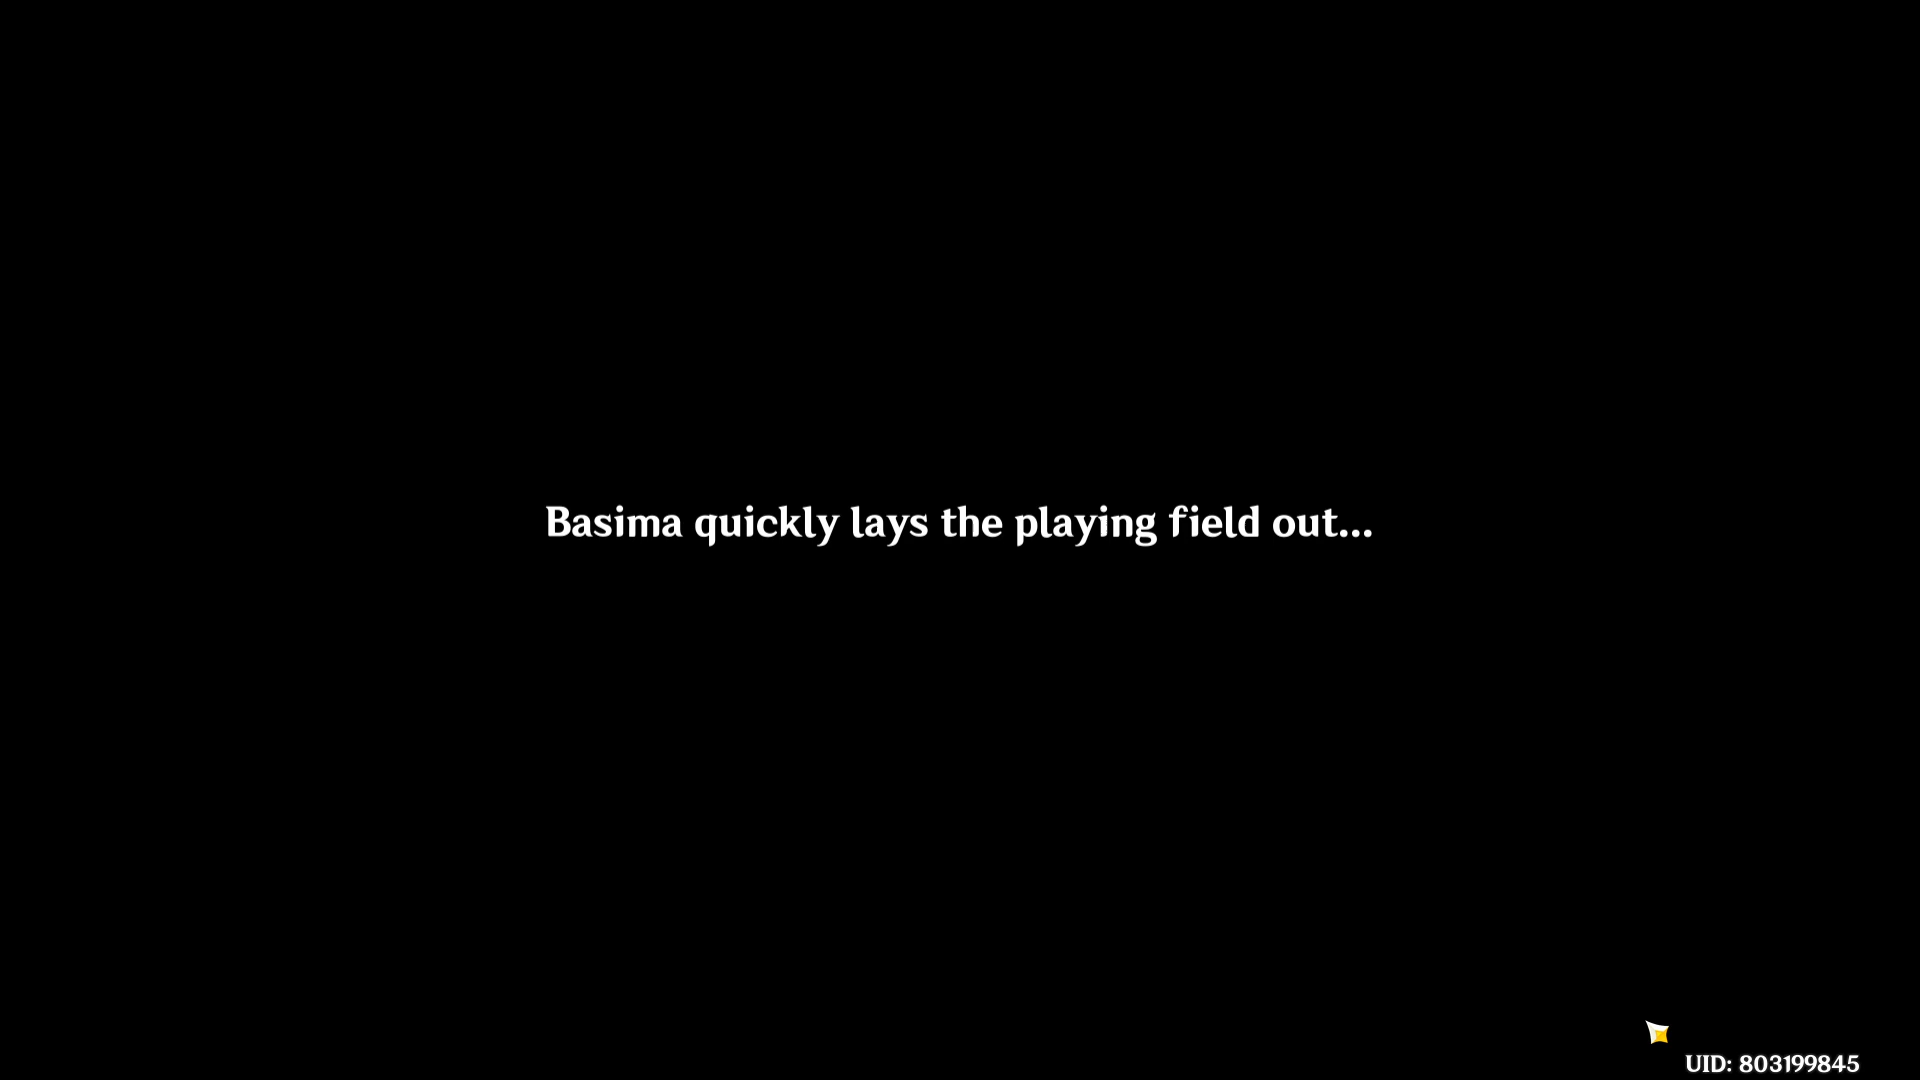 Basima quickly lays the playing field out...
UID: 803199845